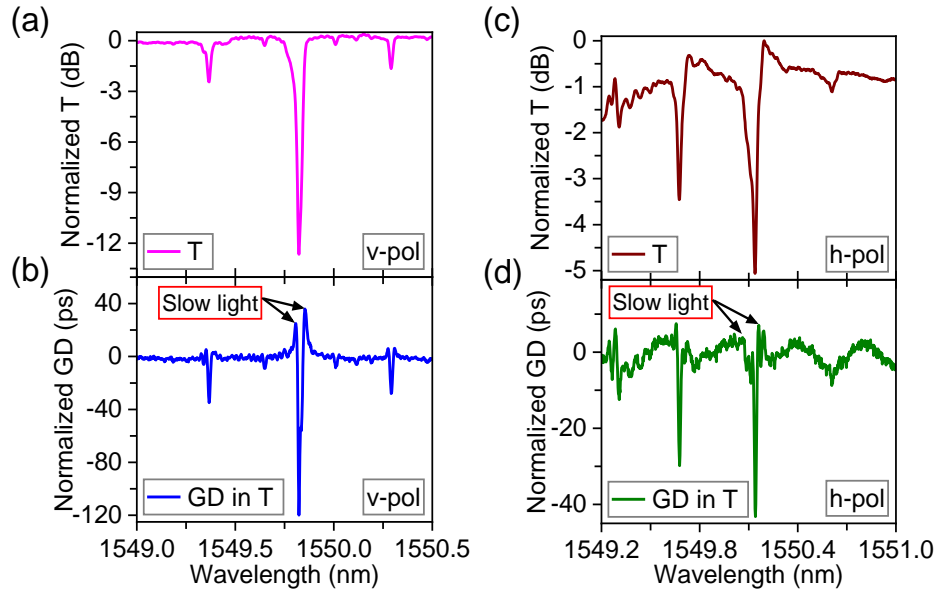 (a)
0
-3
-6
-9
-12
Normalized T (dB)
T
v-pol
(b)
40
0
-40
-80
-120
Normalized GD (ps)
Slow light
GD in T
v-pol
1549.0
1549.5
1550.0
1550.5
Wavelength (nm)
(c)
0
-1
-2
-3
-4
-5
Normalized T (dB)
T
h-pol
(d)
0
-20
-40
Normalized GD (ps)
Slow light
GD in T
h-pol
1549.2
1549.8
1550.4
1551.0
Wavelength (nm)